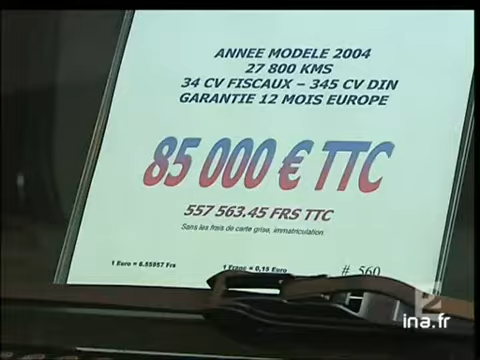 ANNEE MODELE 2004
27 800 KMS
34 CV FISCAUX – 345 CV DIN
GARANTIE 12 MOIS EUROPE
85 000 € TTC
557 563.45 FRS TTC
Sans les frais de carte grise, immatriculation
1 Euro = 6.55957 Frs
1 Franc = 0,15 Euro
# 560
2
ina.fr